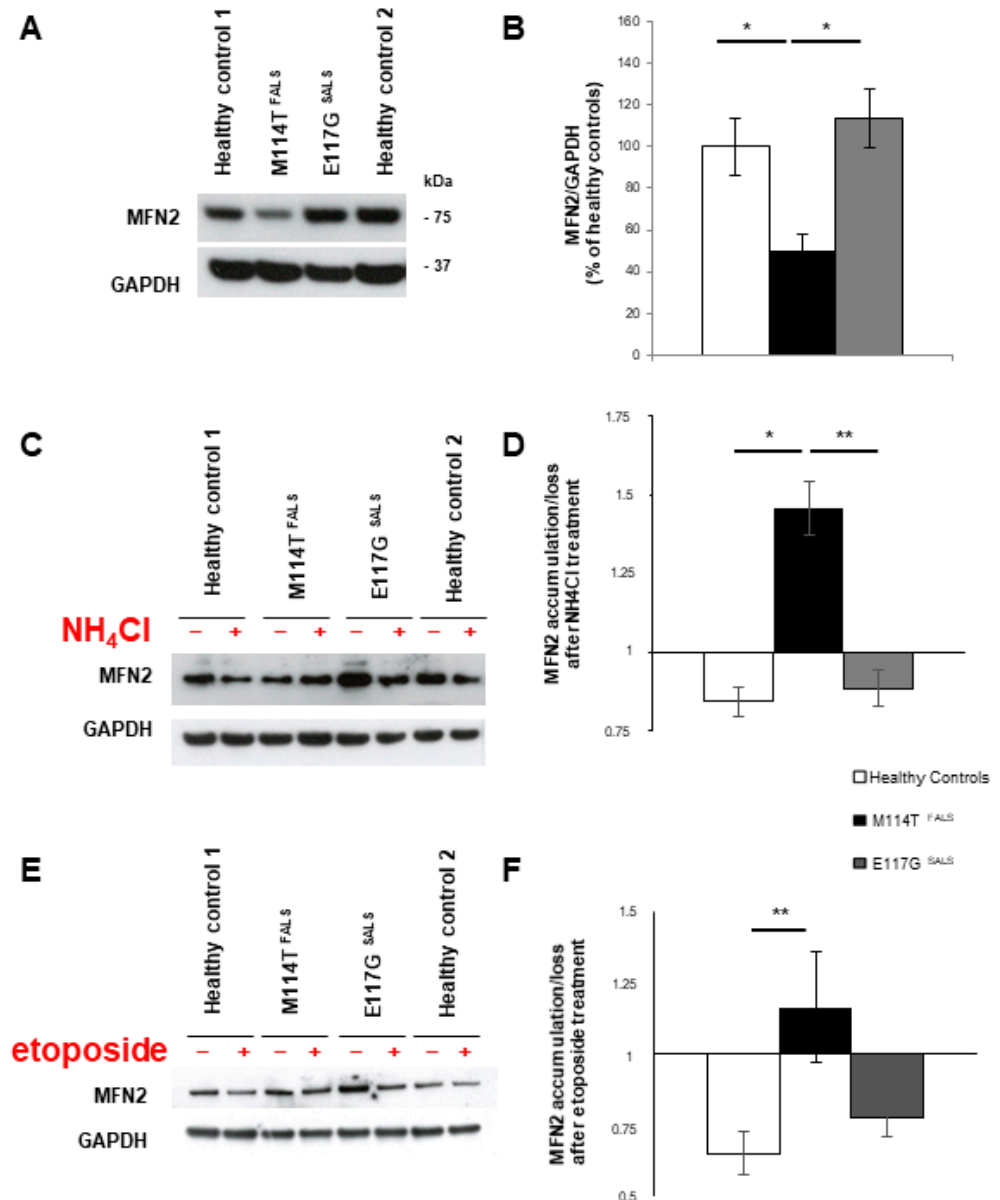 A
Healthy control 1
M114T FALS
E117G SALS
Healthy control 2
kDa
MFN2
- 75
GAPDH
- 37
B
MFN2/GAPDH
(% of healthy controls)
160
140
120
100
80
60
40
20
0
*
*
C
Healthy control 1
M114T FALS
E117G SALS
Healthy control 2
NH4Cl
– + – + – + – +
MFN2
GAPDH
D
MFN2 accumulation/loss
after NH4Cl treatment
1.75
1.5
1.25
1
0.75
*
**
Healthy Controls
M114T FALS
E117G SALS
E
Healthy control 1
M114T FALS
E117G SALS
Healthy control 2
etoposide
– + – + – + – +
MFN2
GAPDH
F
MFN2 accumulation/loss
after etoposide treatment
1.5
1.25
1
0.75
0.5
**